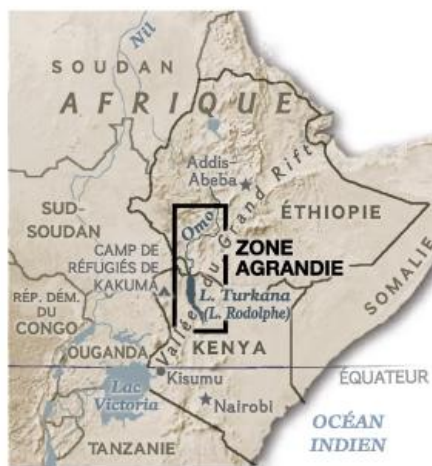 Nil
SOUDAN
AFRIQUE
Addis-
Abeba
Vallée du Grand Rift
SUD-
SOUDAN
Omo
ÉTHIOPIE
ZONE
AGRANDIE
CAMP DE
RÉFUGIÉS DE
KAKUMA
SOMALIE
L. Turkana
(L. Rodolphe)
RÉP. DÉM.
DU
CONGO
OUGANDA
KENYA
Kisumu
ÉQUATEUR
Lac
Victoria
Nairobi
OCÉAN
INDIEN
TANZANIE